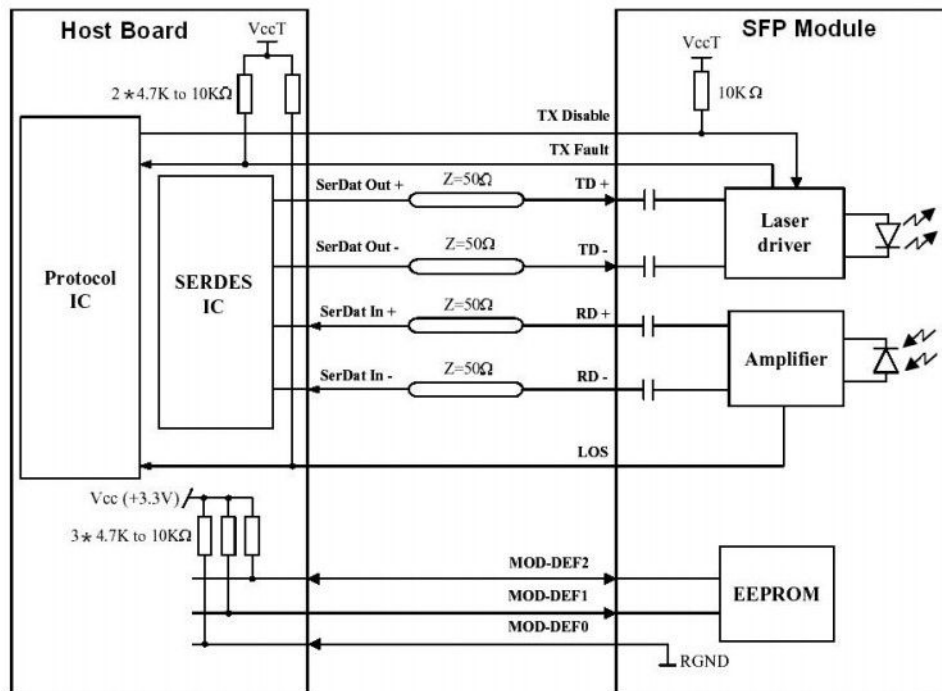 Host Board
SFP Module
VccT
VccT
2*4.7K to 10KΩ
10KΩ
TX Disable
TX Fault
SerDat Out +
Z=50Ω
TD +
Laser
driver
SerDat Out -
Z=50Ω
TD -
Protocol
IC
SERDES
IC
SerDat In +
Z=50Ω
RD +
Amplifier
SerDat In -
Z=50Ω
RD -
LOS
Vcc (+3.3V)
3*4.7K to 10KΩ
MOD-DEF2
MOD-DEF1
MOD-DEF0
EEPROM
RGND